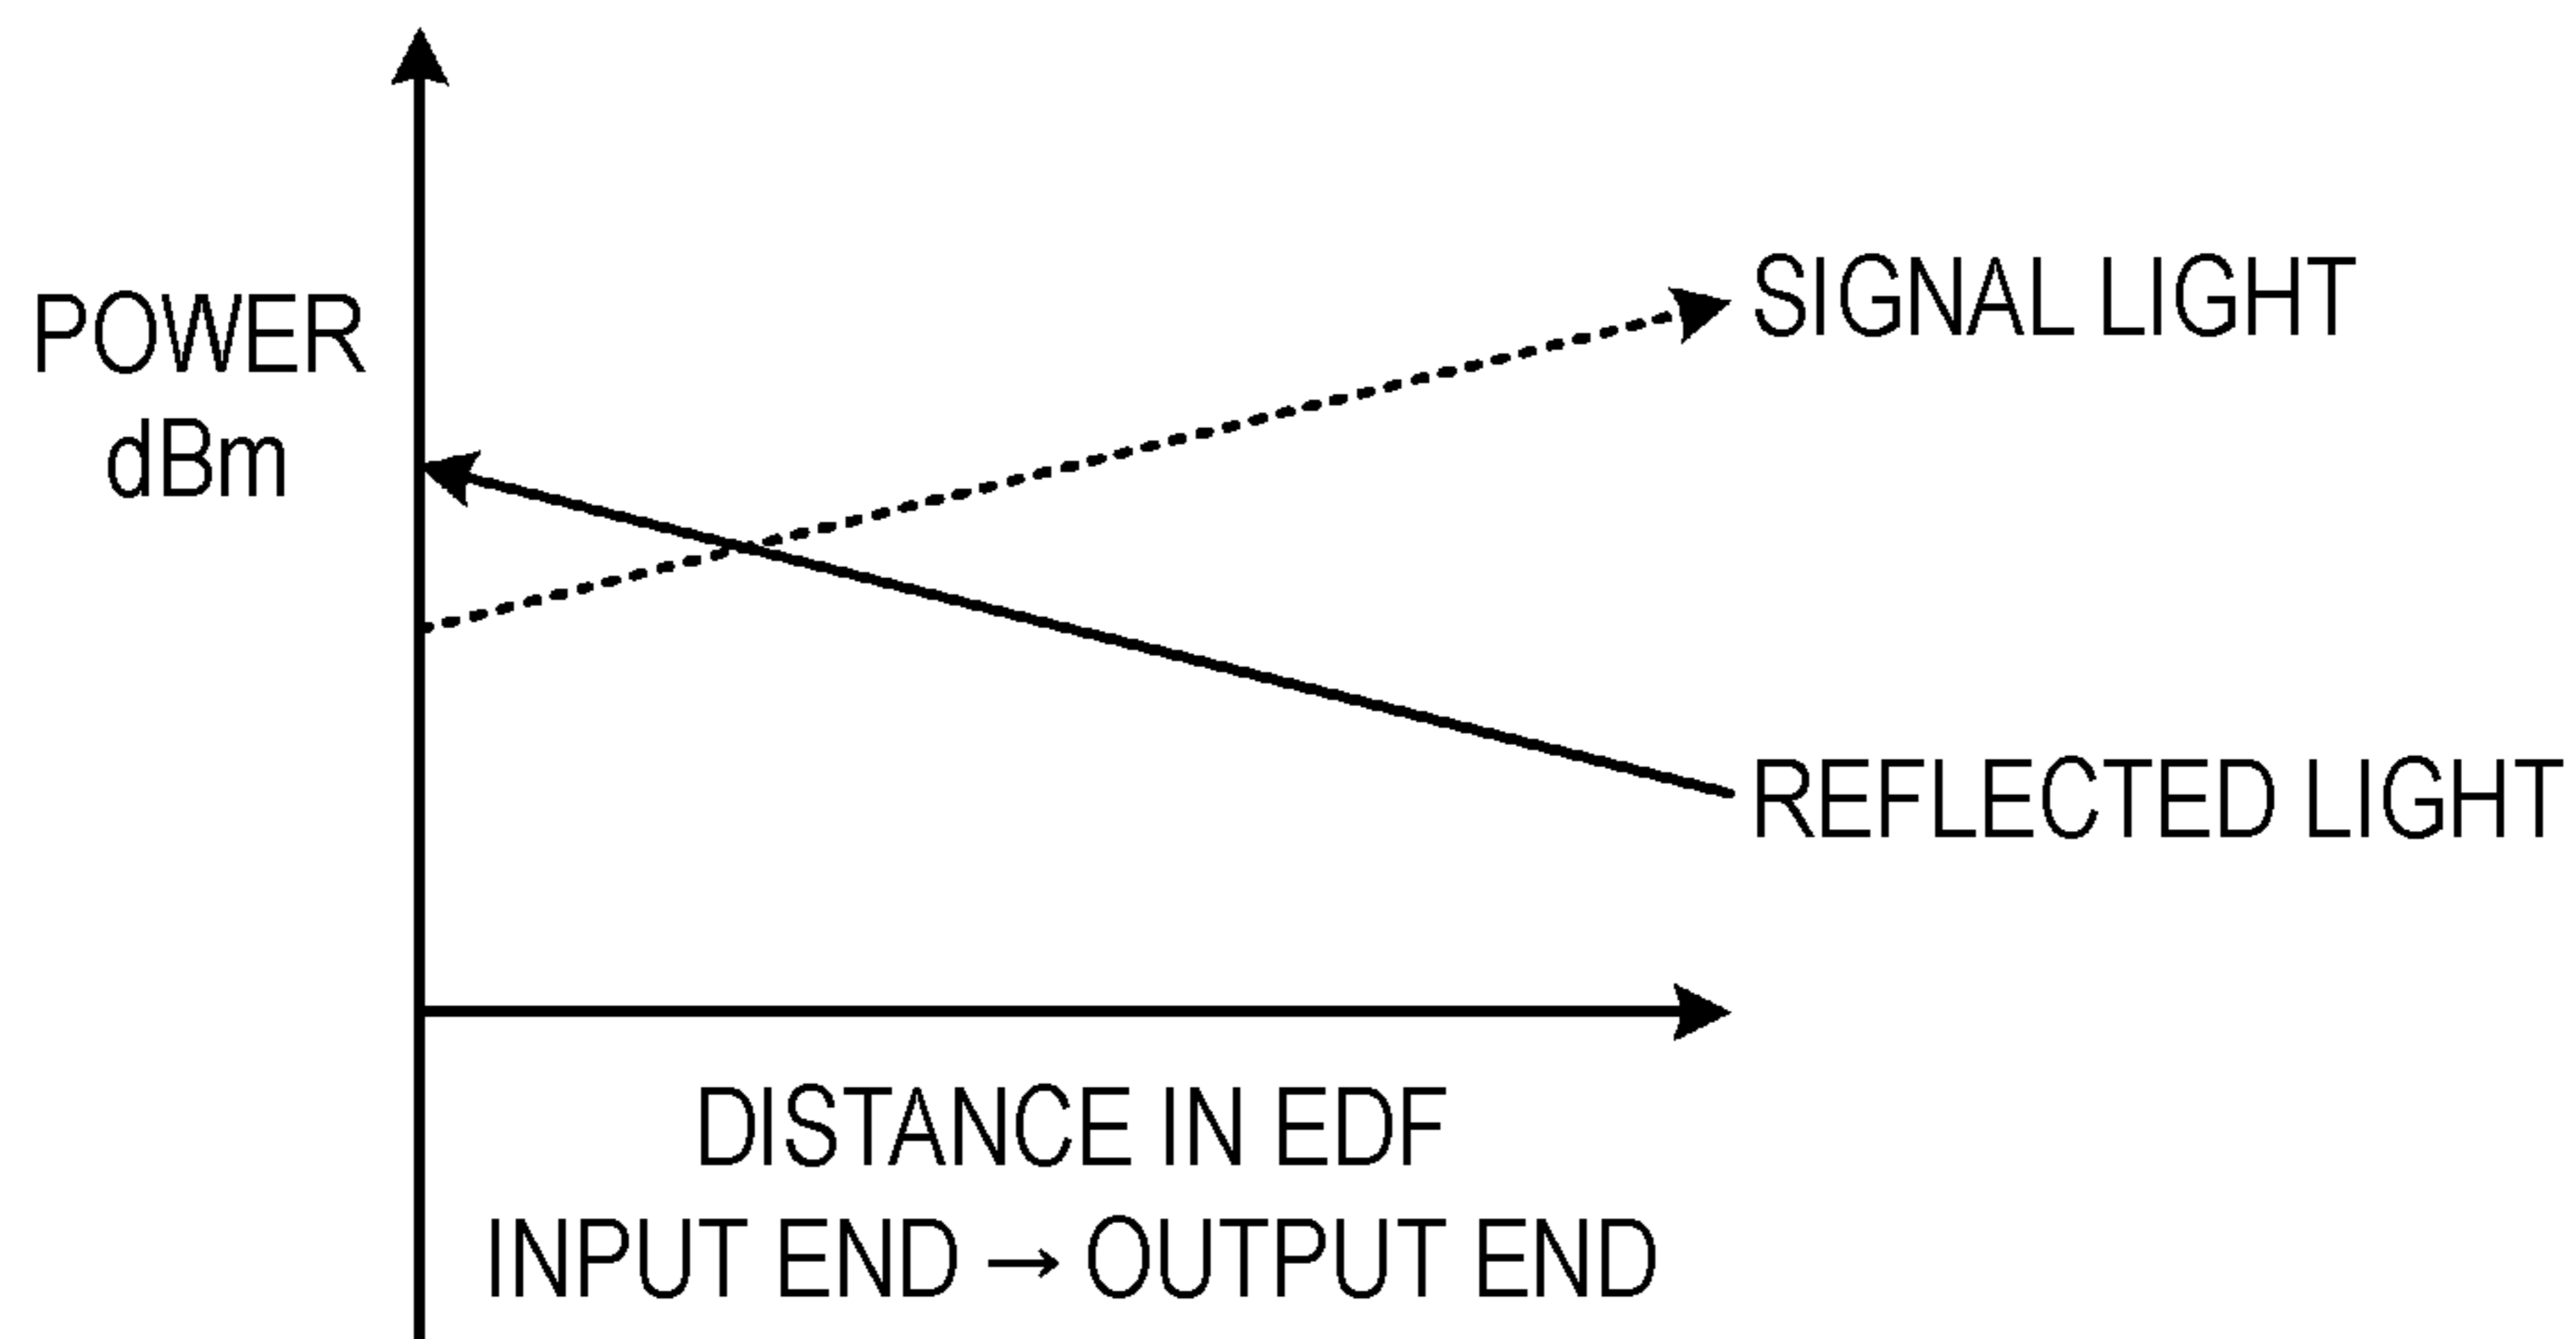 POWER
dBm
SIGNAL LIGHT
REFLECTED LIGHT
DISTANCE IN EDF
INPUT END → OUTPUT END